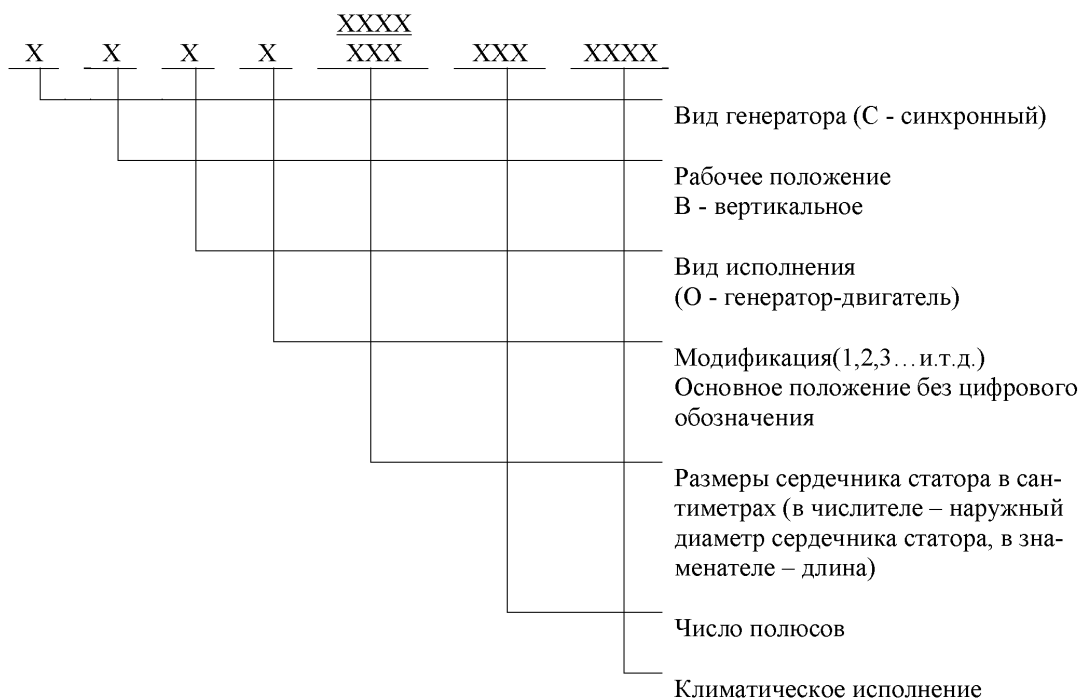 XXXX
X X X X XXX XXX XXXX
Вид генератора (С - синхронный)
Рабочее положение
В - вертикальное
Вид исполнения
(О - генератор-двигатель)
Модификация(1,2,3…и.т.д.)
Основное положение без цифрового
обозначения
Размеры сердечника статора в сан-
тиметрах (в числителе – наружный
диаметр сердечника статора, в зна-
менателе – длина)
Число полюсов
Климатическое исполнение